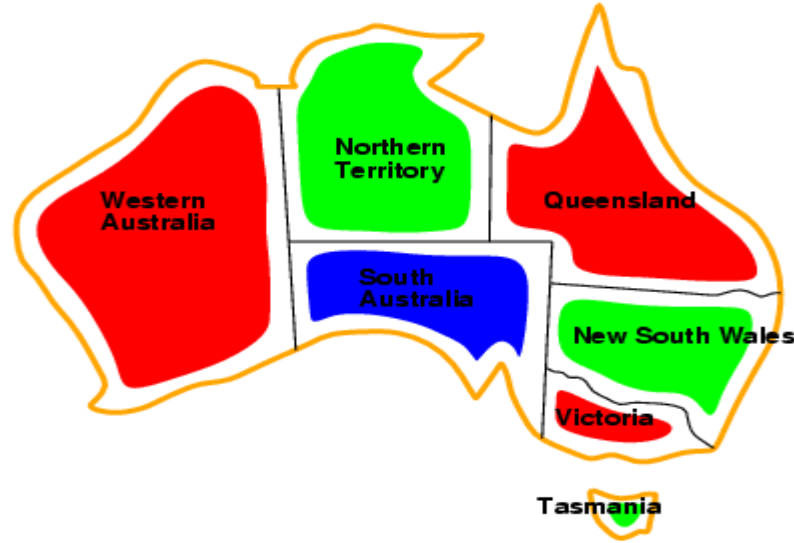 Northern
Territory
Western
Australia
Queensland
South
Australia
New South Wales
Victoria
Tasmania